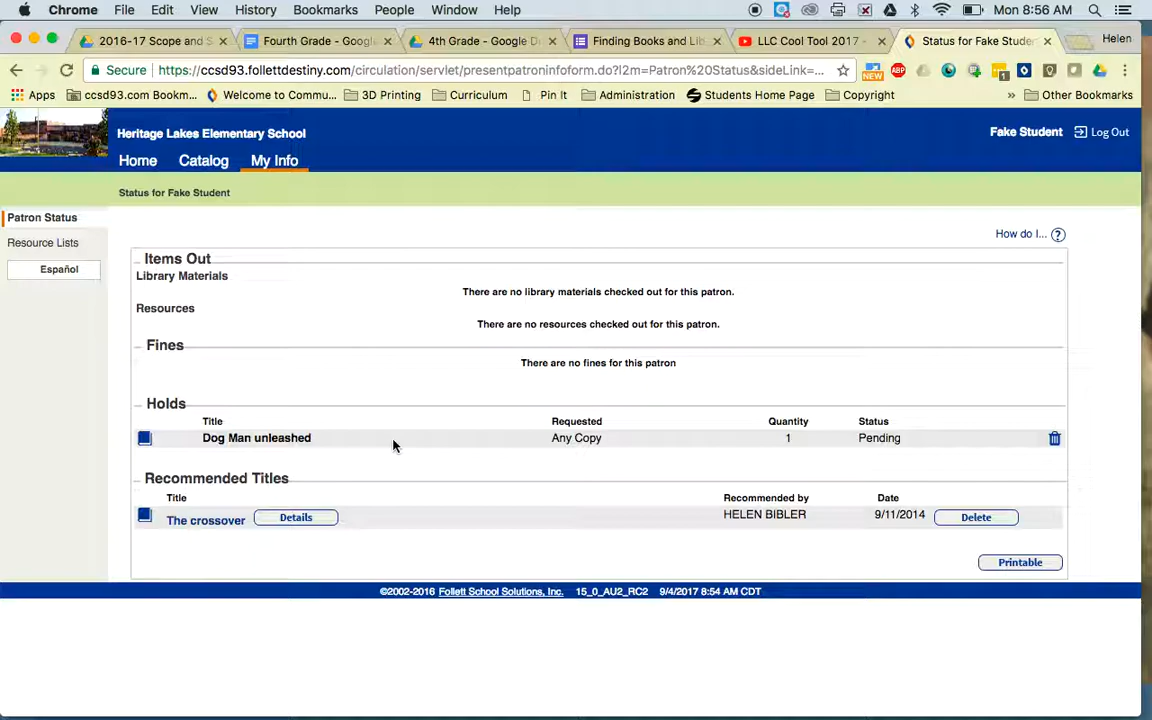 Chrome File Edit View History Bookmarks People Window Help Mon 8:56 AM
2016-17 Scope and S Fourth Grade - Google 4th Grade - Google D Finding Books and Lib LLC Cool Tool 2017 - Status for Fake Studen Helen
Secure https://ccsd93.follettdestiny.com/circulation/servlet/presentpatroninfoform.do?l2m=Patron%20Status&sideLink=... NEW ABP 1
Apps ccsd93.com Bookm... Welcome to Commu... 3D Printing Curriculum Pin It Administration Students Home Page Copyright » Other Bookmarks
Heritage Lakes Elementary School Fake Student Log Out
Home Catalog My Info
Status for Fake Student
Patron Status
Resource Lists
Español
How do I... ?
Items Out
Library Materials
There are no library materials checked out for this patron.
Resources
There are no resources checked out for this patron.
Fines
There are no fines for this patron
Holds
Title Requested Quantity Status
Dog Man unleashed Any Copy 1 Pending
Recommended Titles
Title Recommended by Date
The crossover Details HELEN BIBLER 9/11/2014 Delete
Printable
©2002-2016 Follett School Solutions, Inc. 15_0_AU2_RC2 9/4/2017 8:54 AM CDT